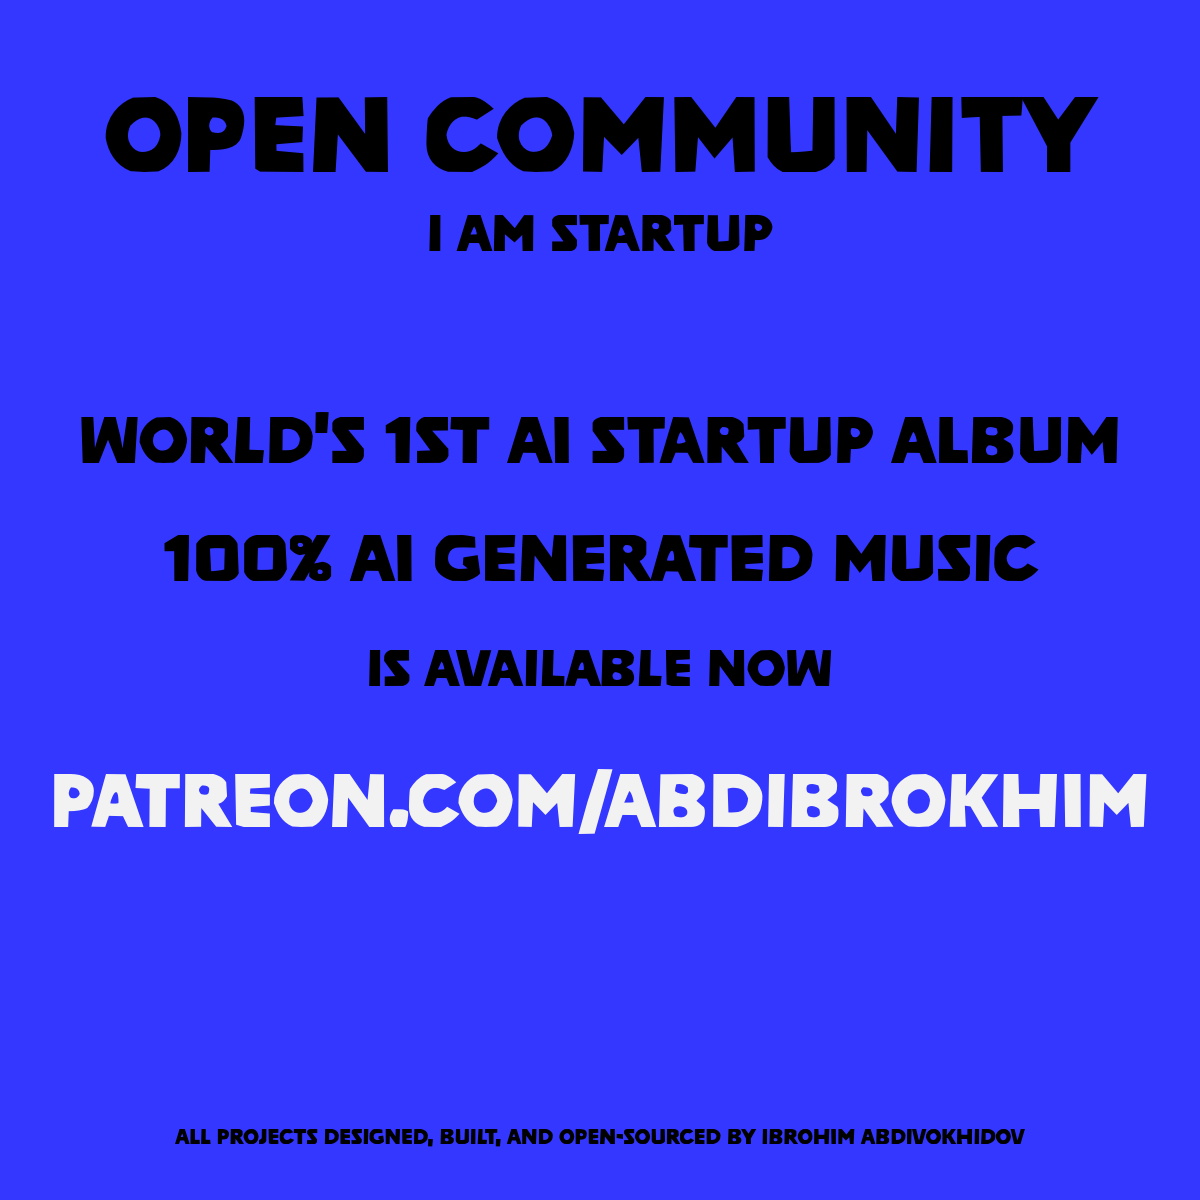 OPEN COMMUNITY
I AM STARTUP
WORLD'S 1ST AI STARTUP ALBUM
100% AI GENERATED MUSIC
IS AVAILABLE NOW
PATREON.COM/ABDIBROKHIM
ALL PROJECTS DESIGNED, BUILT, AND OPEN-SOURCED BY IBROHIM ABDIVOKHIDOV